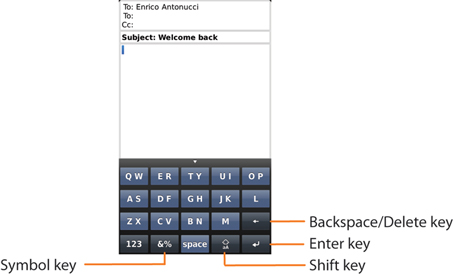 To: Enrico Antonucci
To:
Cc:
Subject: Welcome back
Q W E R T Y U I O P
A S D F G H J K L
Z X C V B N M
Backspace/Delete key
123 &% space aA
Enter key
Symbol key
Shift key